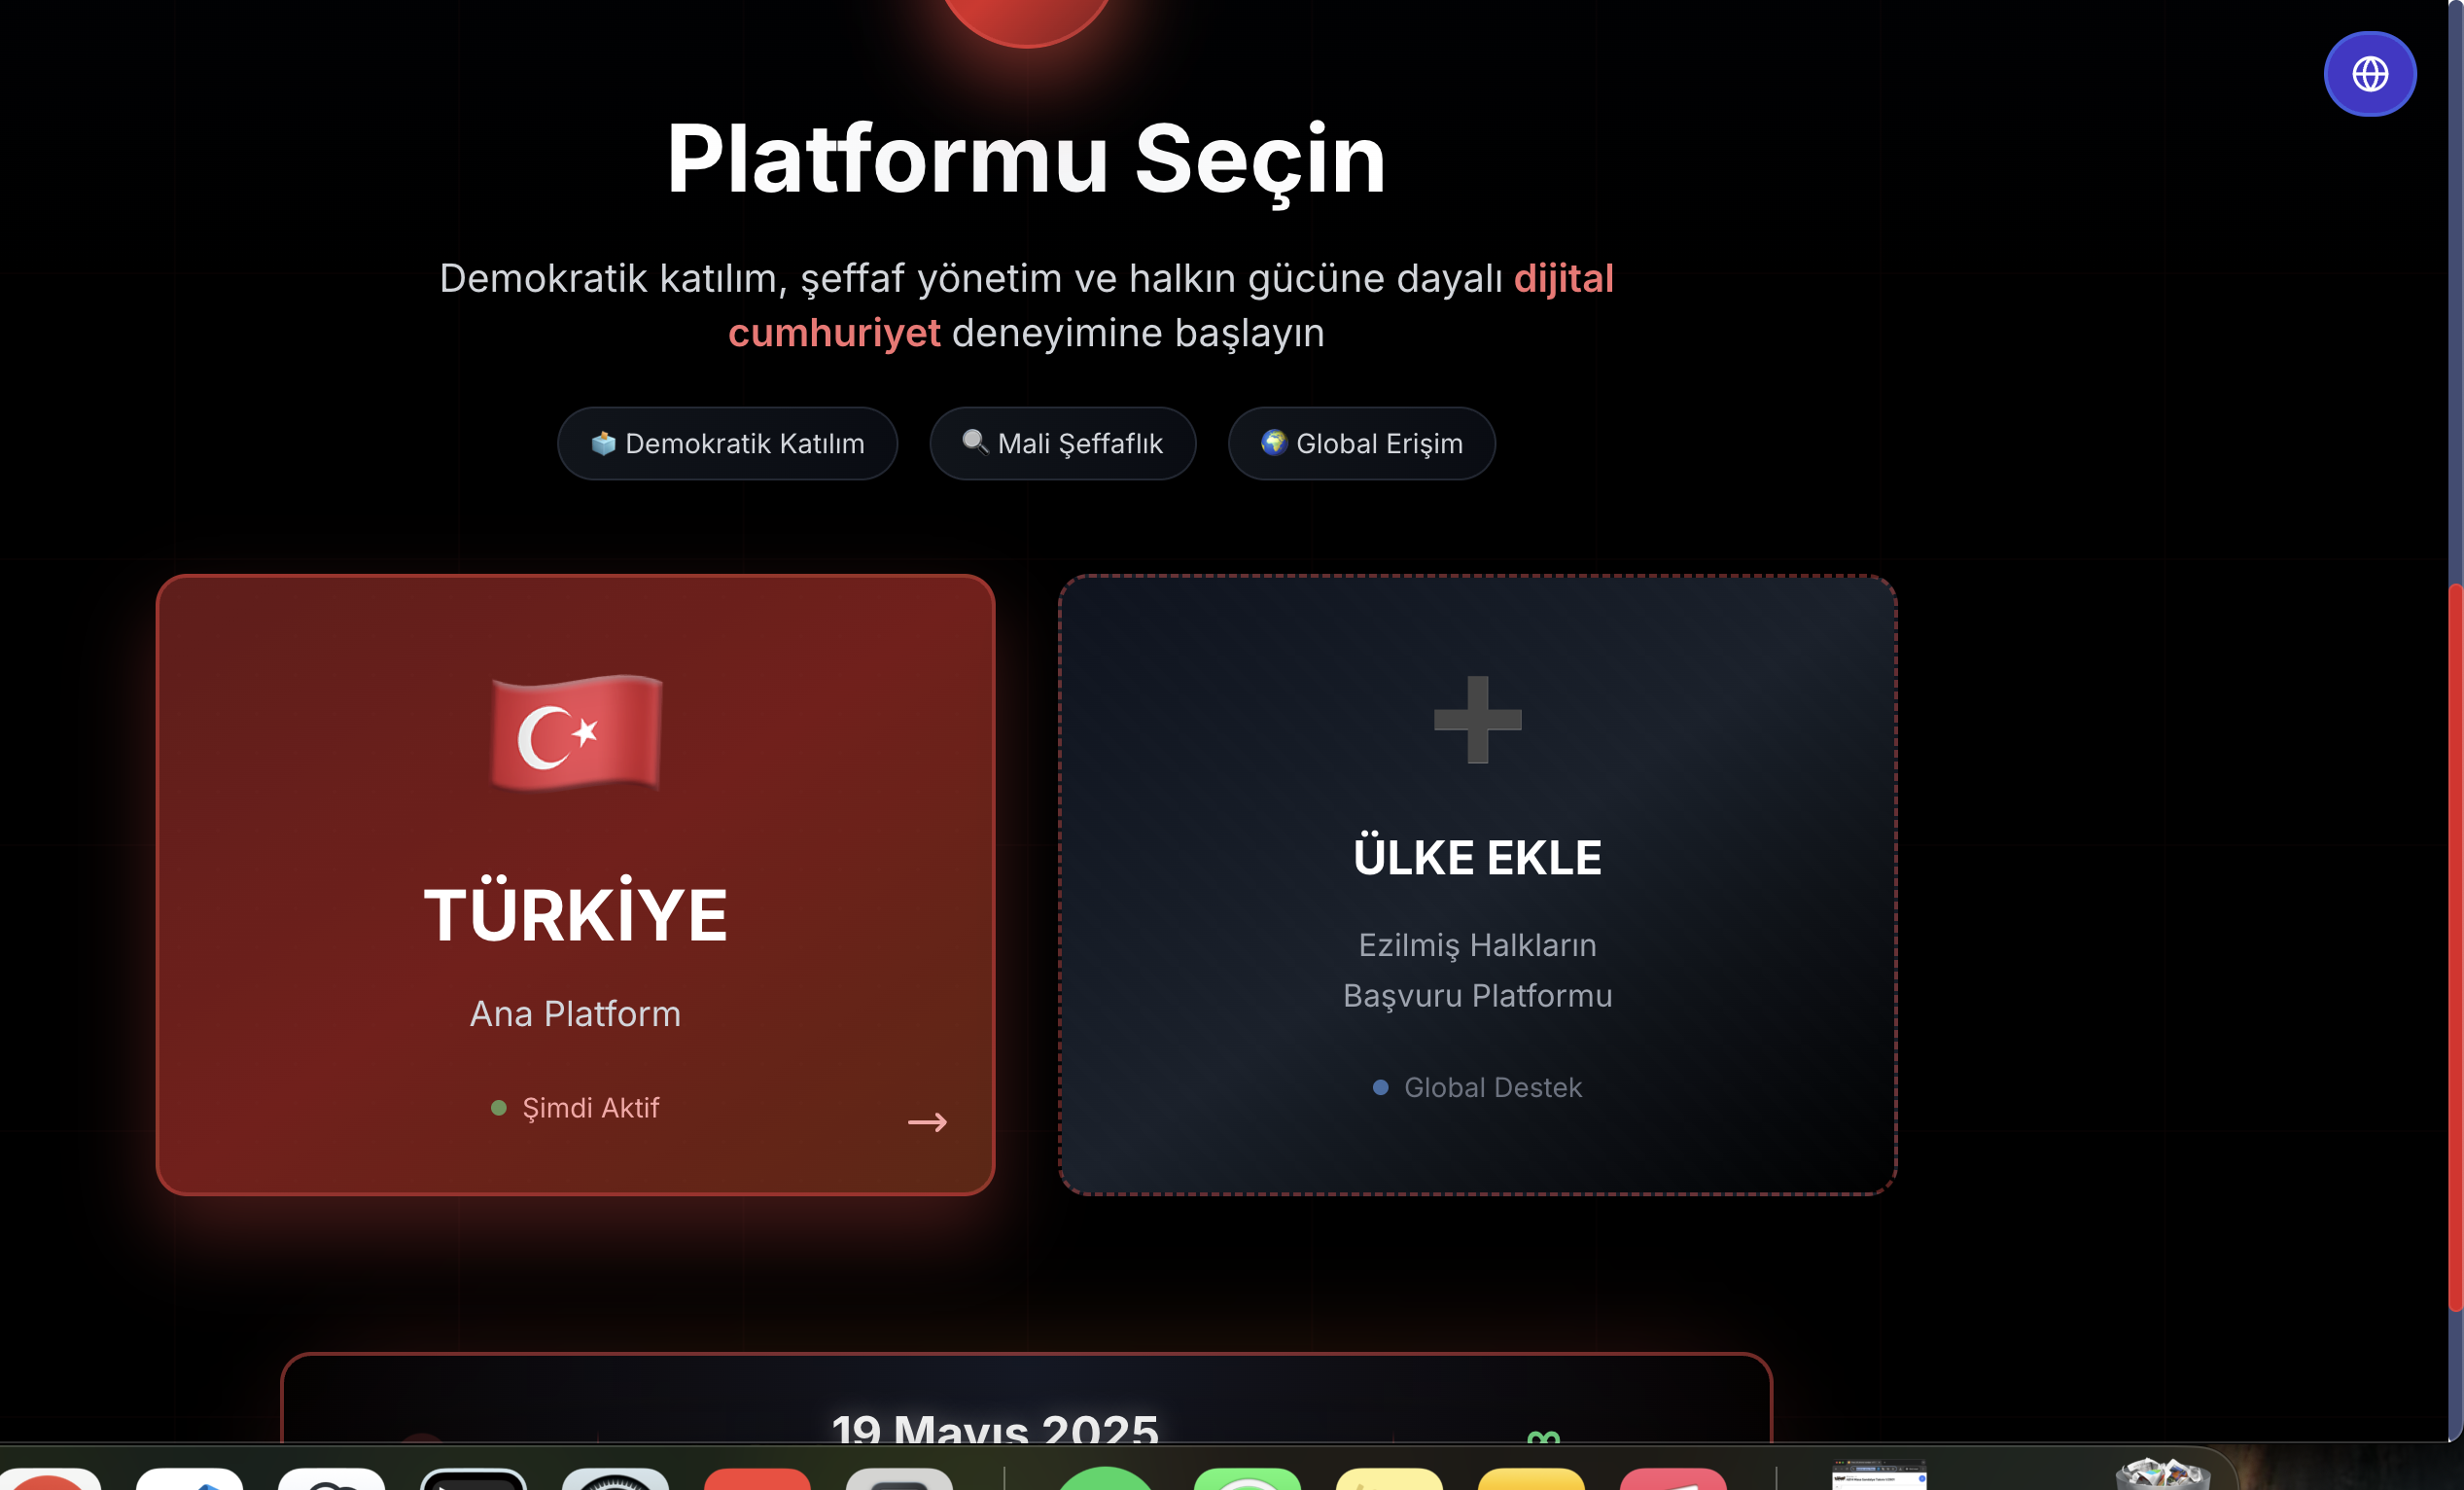 Platformu Seçin
Demokratik katılım, şeffaf yönetim ve halkın gücüne dayalı dijital
cumhuriyet deneyimine başlayın
Demokratik Katılım
Mali Şeffaflık
Global Erişim
TÜRKİYE
Ana Platform
Şimdi Aktif
ÜLKE EKLE
Ezilmiş Halkların
Başvuru Platformu
Global Destek
19 Mayıs 2025